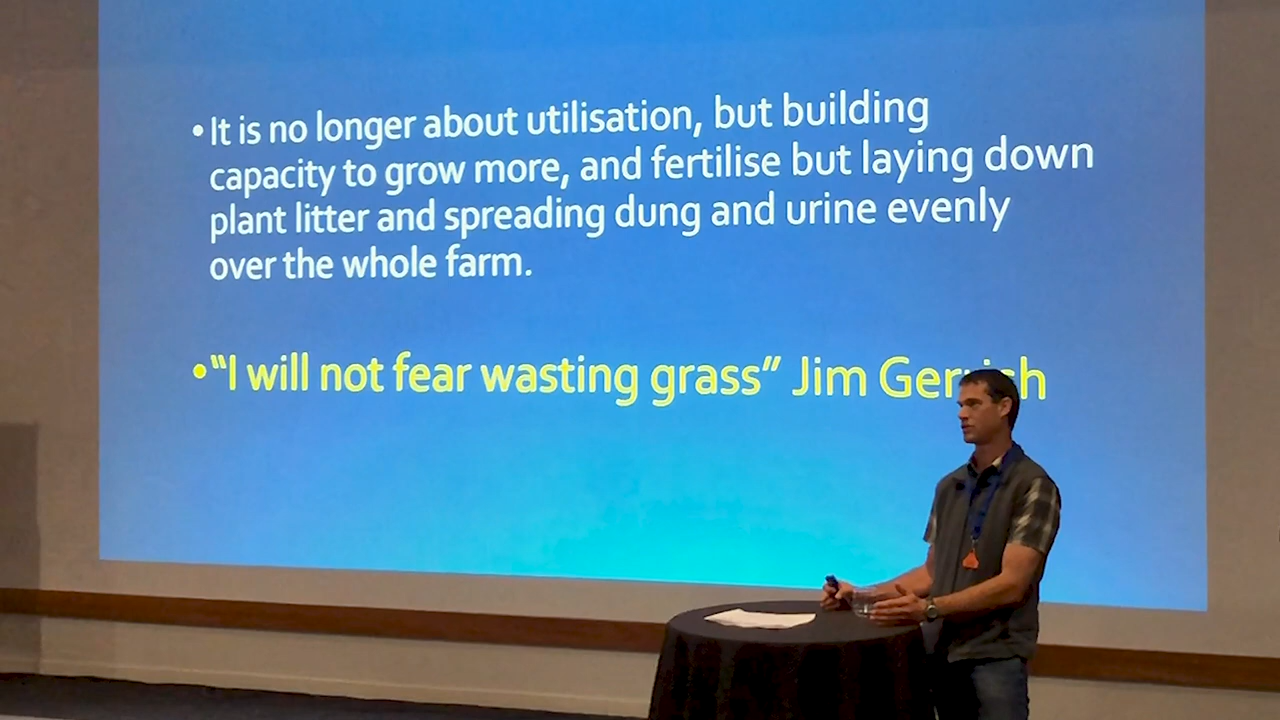 • It is no longer about utilisation, but building
capacity to grow more, and fertilise but laying down
plant litter and spreading dung and urine evenly
over the whole farm.
• “I will not fear wasting grass” Jim Gerrish